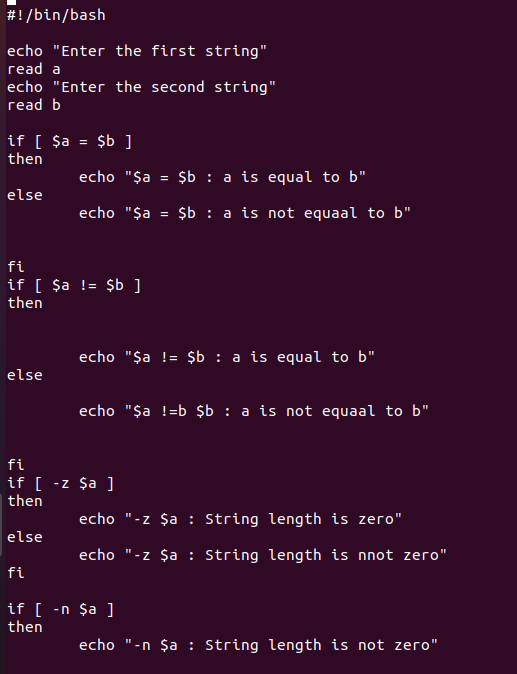 #!/bin/bash
echo "Enter the first string"
read a
echo "Enter the second string"
read b
if [ $a = $b ]
then
echo "$a = $b : a is equal to b"
else
echo "$a = $b : a is not equaal to b"
fi
if [ $a != $b ]
then
echo "$a != $b : a is equal to b"
else
echo "$a !=b $b : a is not equaal to b"
fi
if [ -z $a ]
then
echo "-z $a : String length is zero"
else
echo "-z $a : String length is nnot zero"
fi
if [ -n $a ]
then
echo "-n $a : String length is not zero"